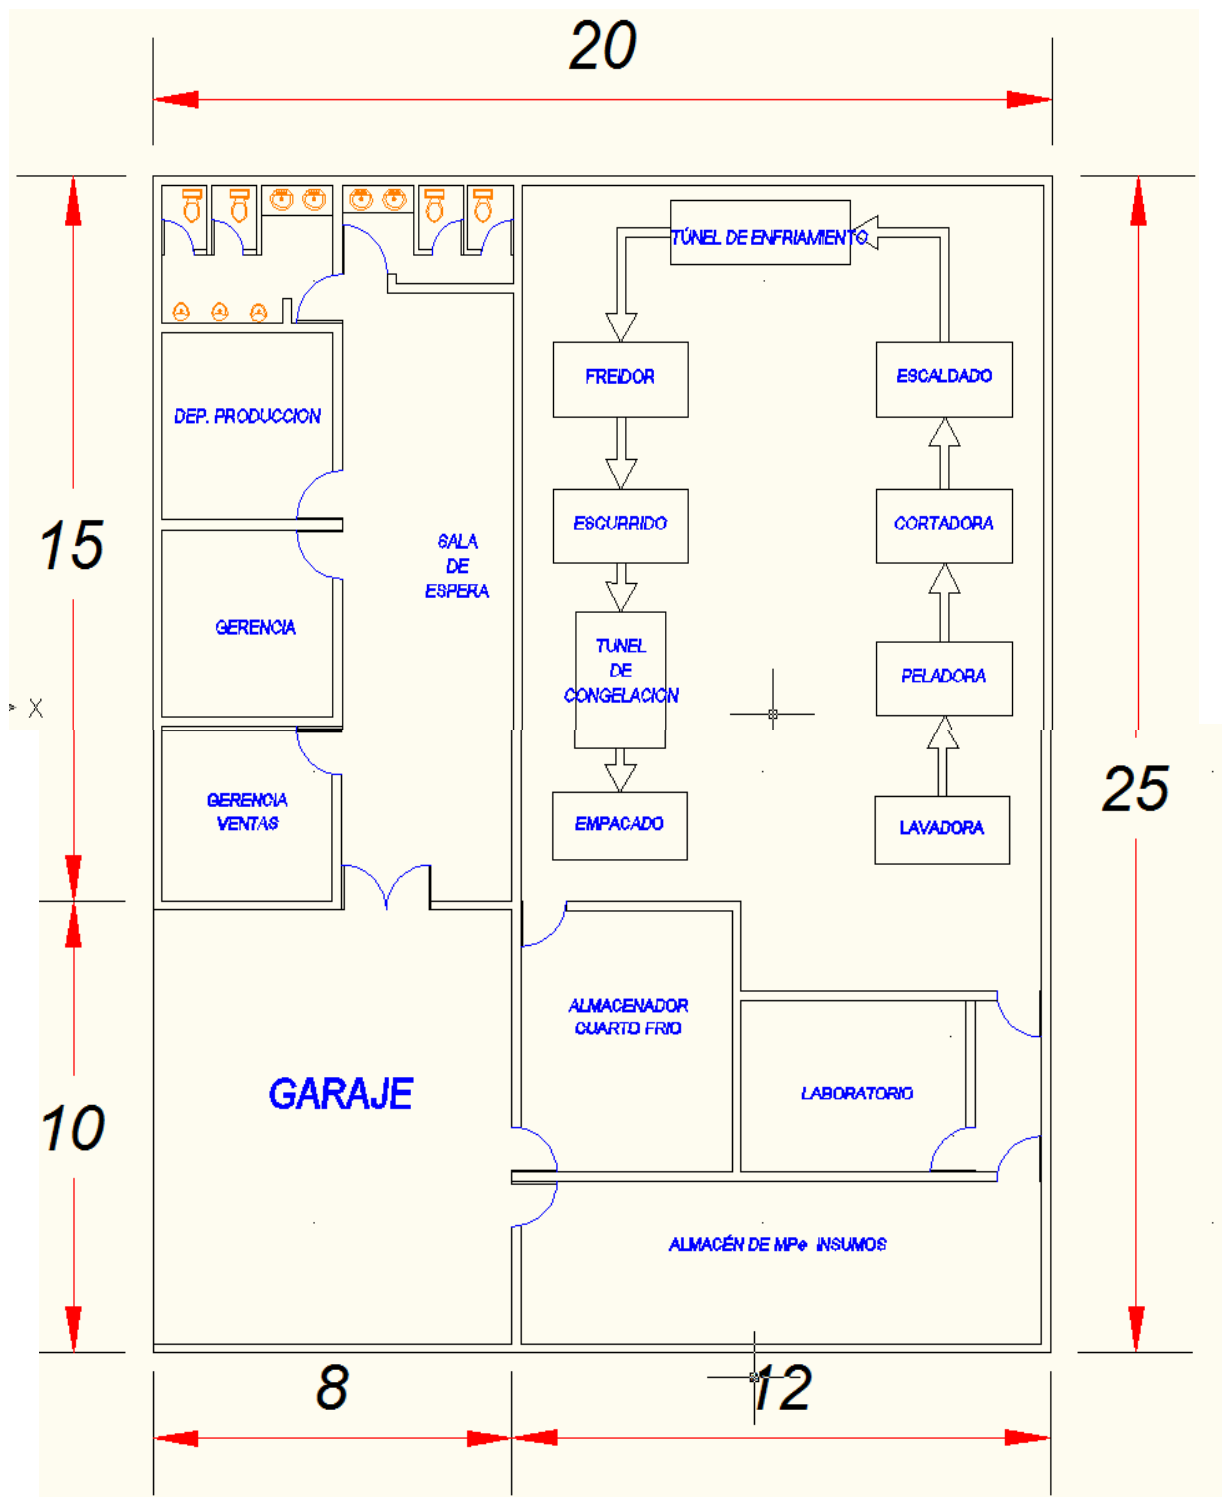 20
TÚNEL DE ENFRIAMIENTO
FREIDOR
ESCALDADO
DEP. PRODUCCION
ESCURRIDO
CORTADORA
15
SALA
DE
ESPERA
GERENCIA
TUNEL
DE
CONGELACION
PELADORA
X
25
GERENCIA
VENTAS
EMPACADO
LAVADORA
ALMACENADOR
CUARTO FRIO
GARAJE
LABORATORIO
10
ALMACÉN DE MPe INSUMOS
8
12